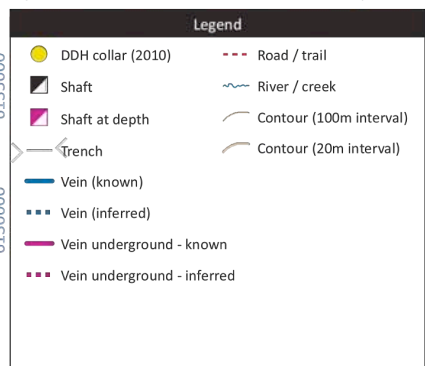 Legend
DDH collar (2010)
Shaft
Shaft at depth
Trench
Vein (known)
Vein (inferred)
Vein underground - known
Vein underground - inferred
Road / trail
River / creek
Contour (100m interval)
Contour (20m interval)